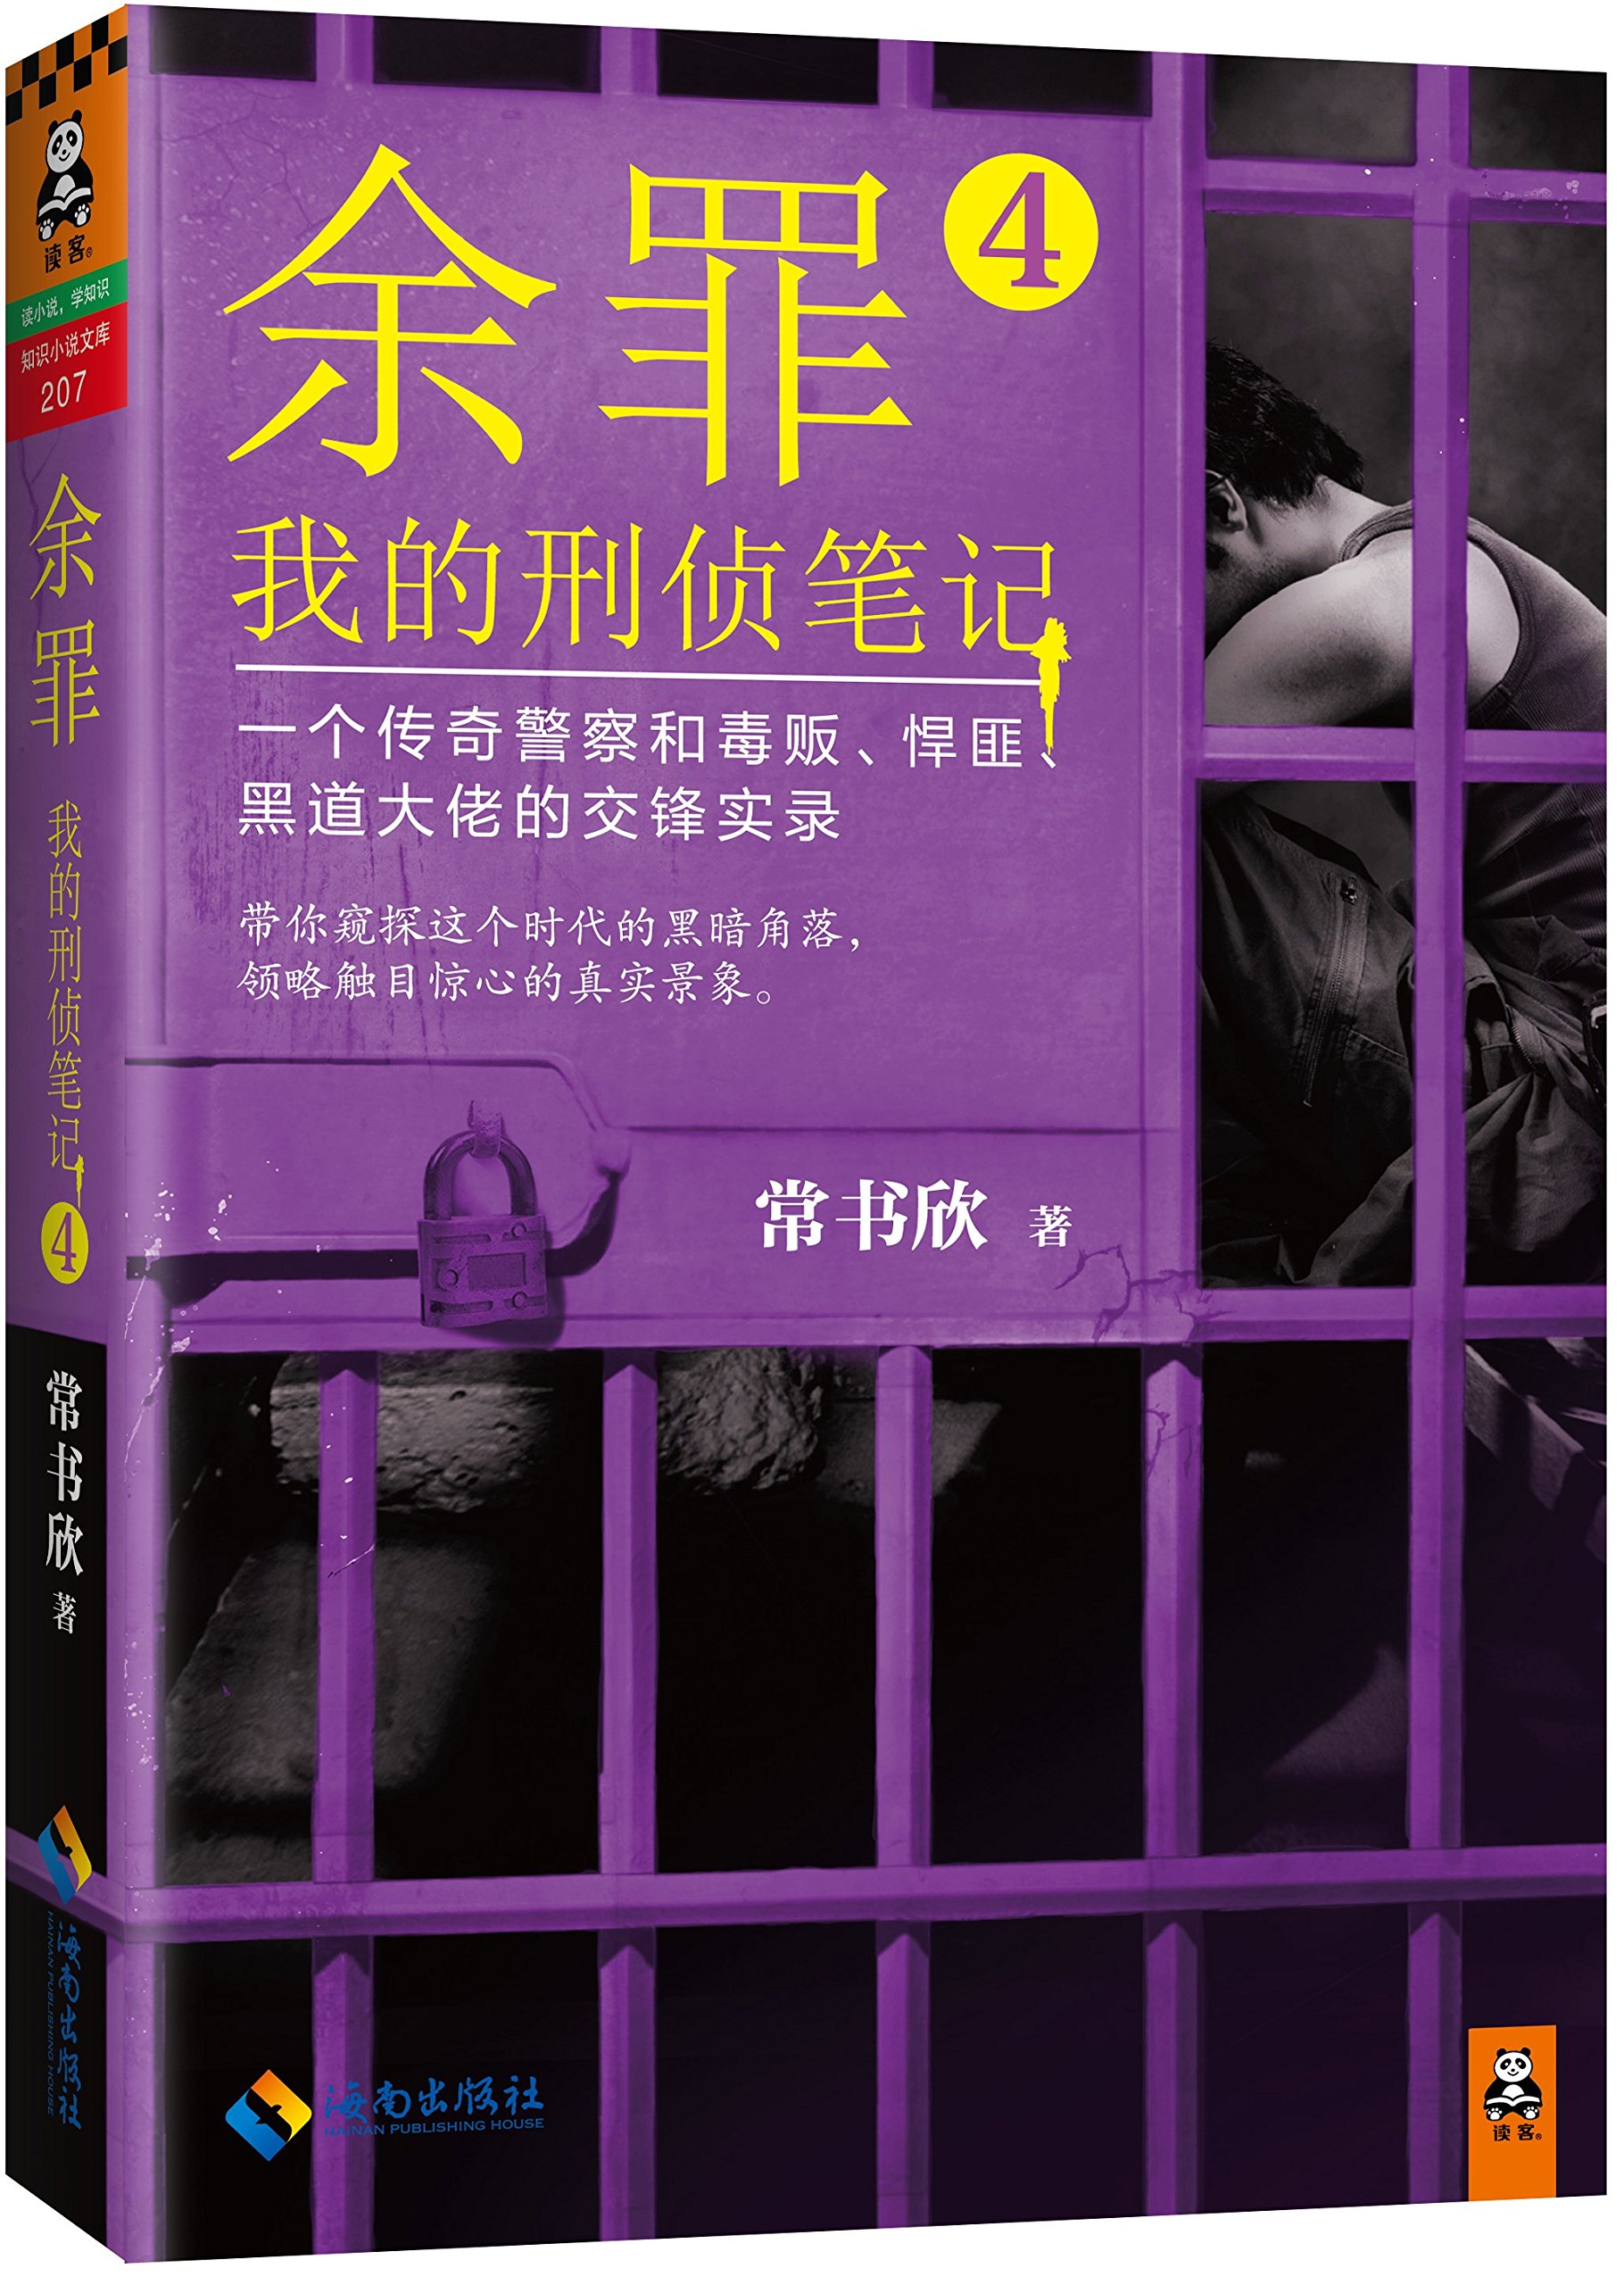 读客®
读小说，学知识
知识小说文库
207
余罪
我的刑侦笔记
4
常书欣 著
海南出版社
HAINAN PUBLISHING HOUSE
余罪 4
我的刑侦笔记
一个传奇警察和毒贩、悍匪、
黑道大佬的交锋实录
带你窥探这个时代的黑暗角落，
领略触目惊心的真实景象。
常书欣 著
海南出版社
HAINAN PUBLISHING HOUSE
读客®